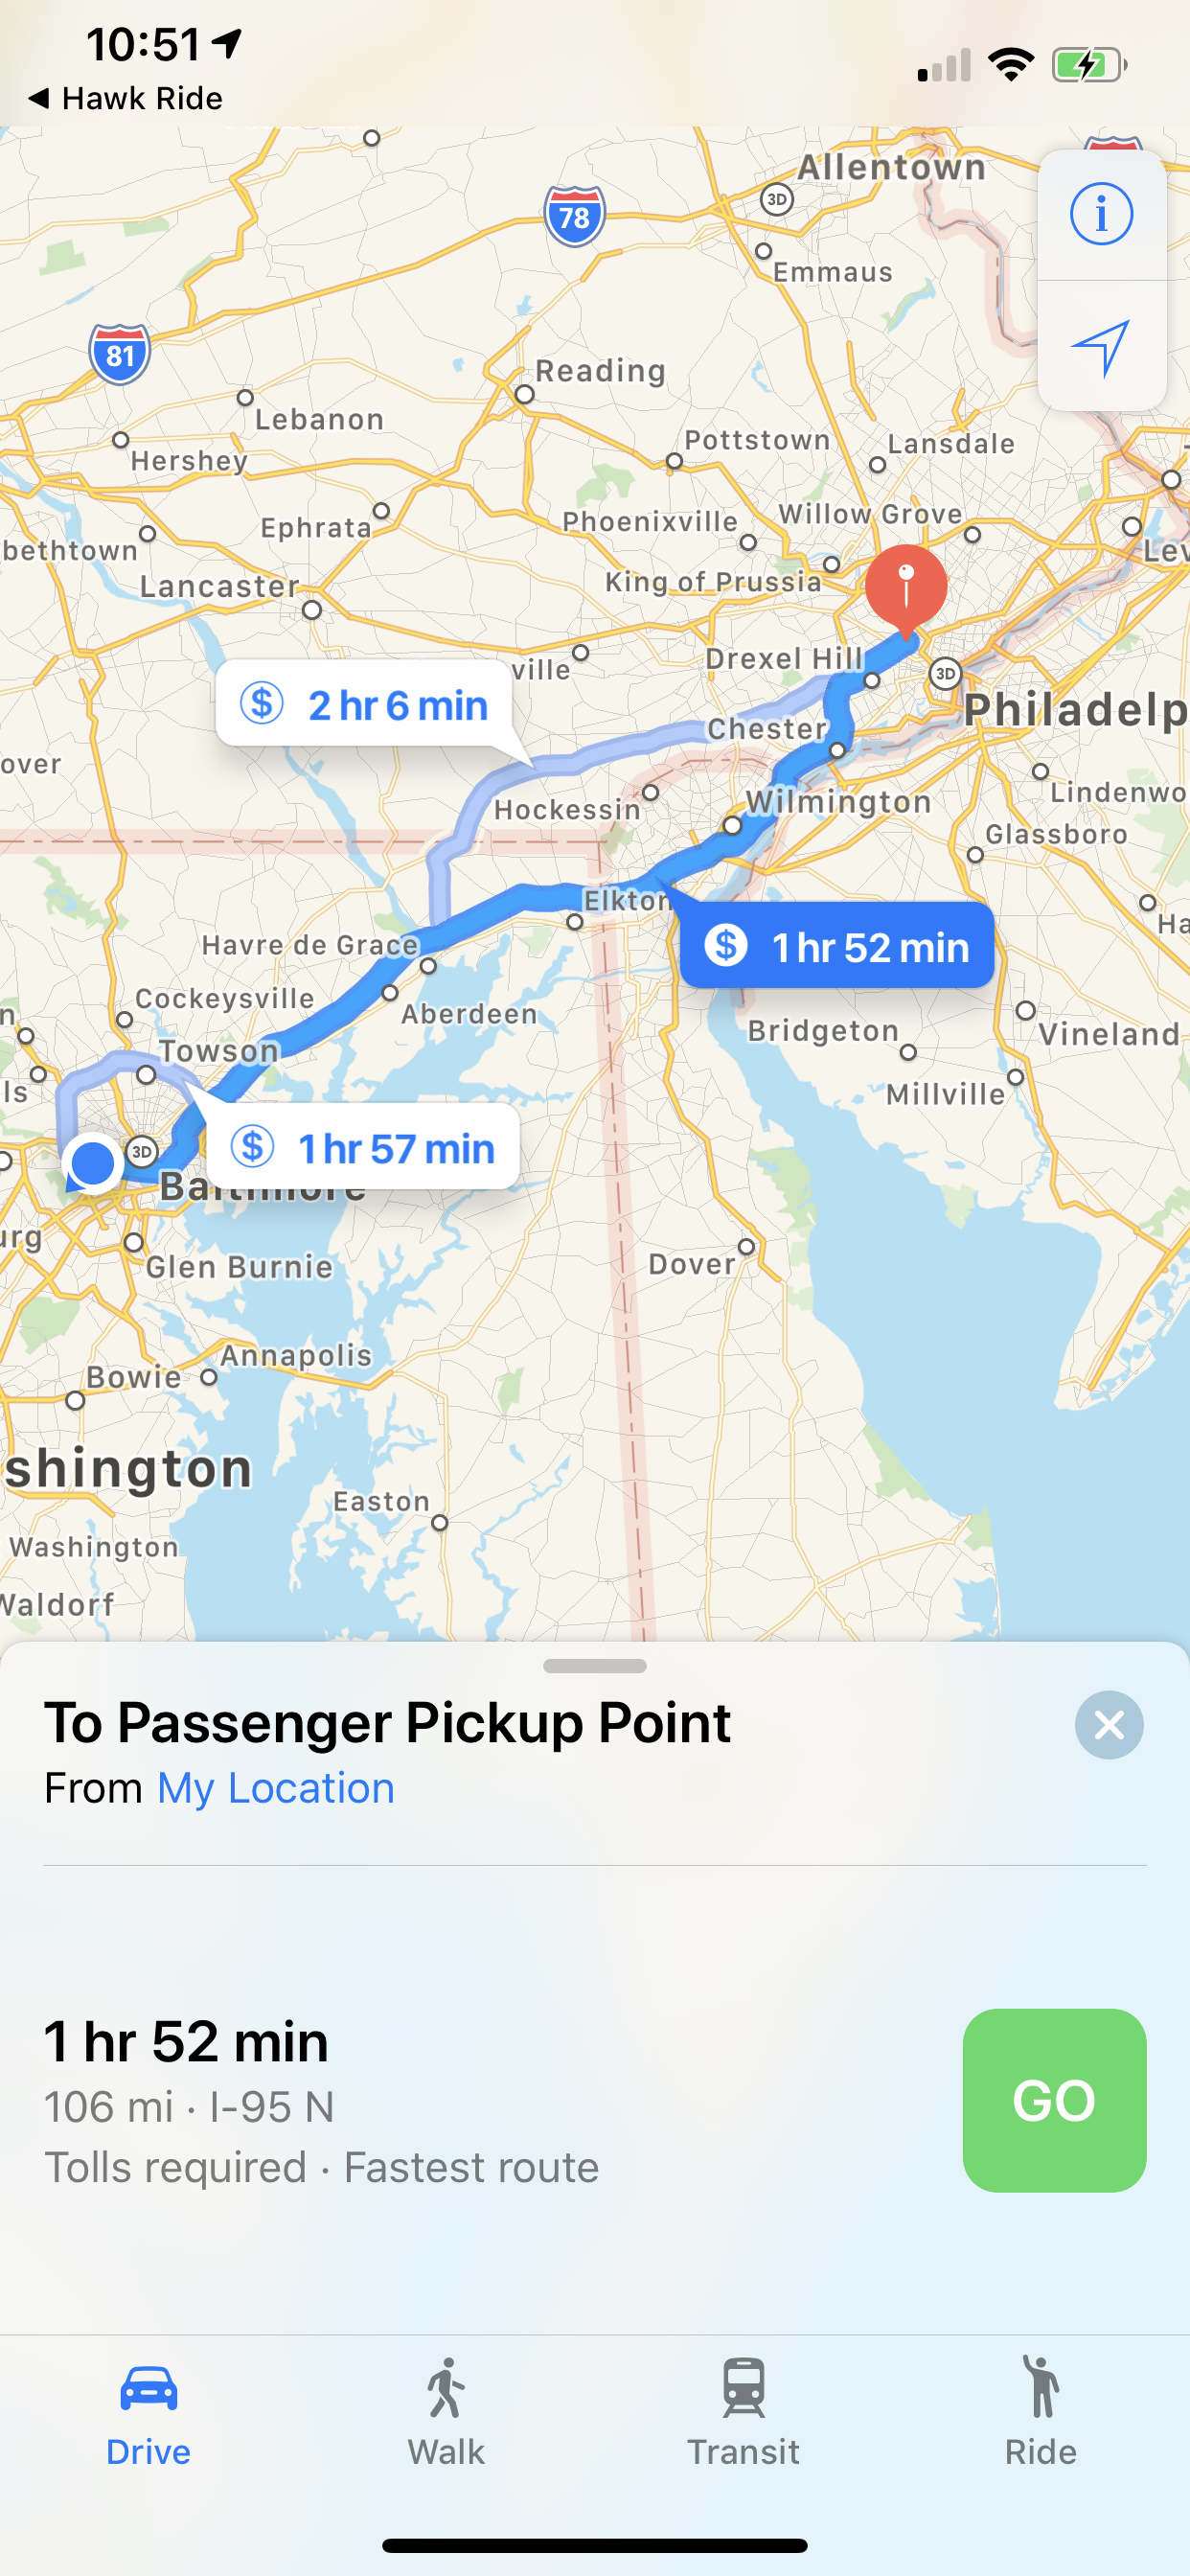 10:51
Hawk Ride
Allentown
3D
78
Emmaus
81
Reading
Lebanon
Hershey
Pottstown
Lansdale
Ephrata
Phoenixville
Willow Grove
bethtown
Lev
Lancaster
King of Prussia
Drexel Hill
ville
3D
$ 2 hr 6 min
Philadelp
Chester
over
Hockessin
Wilmington
Lindenwo
Glassboro
Elkton
Ha
Havre de Grace
$ 1 hr 52 min
Cockeysville
Aberdeen
n
Bridgeton
Vineland
Towson
ls
Millville
3D
$ 1 hr 57 min
Baltimore
urg
Glen Burnie
Dover
Annapolis
Bowie
shington
Easton
Washington
Waldorf
To Passenger Pickup Point
From My Location
1 hr 52 min
106 mi · I-95 N
GO
Tolls required · Fastest route
Drive
Walk
Transit
Ride